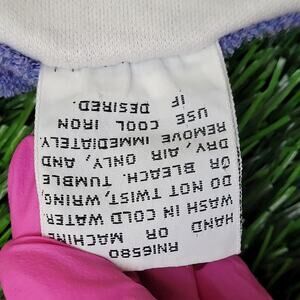 RN16580
HAND OR MACHINE
WASH IN COLD WATER.
DO NOT TWIST, WRING,
OR BLEACH. TUMBLE
DRY, AIR ONLY, AND
REMOVE IMMEDIATELY.
USE COOL IRON
IF DESIRED.